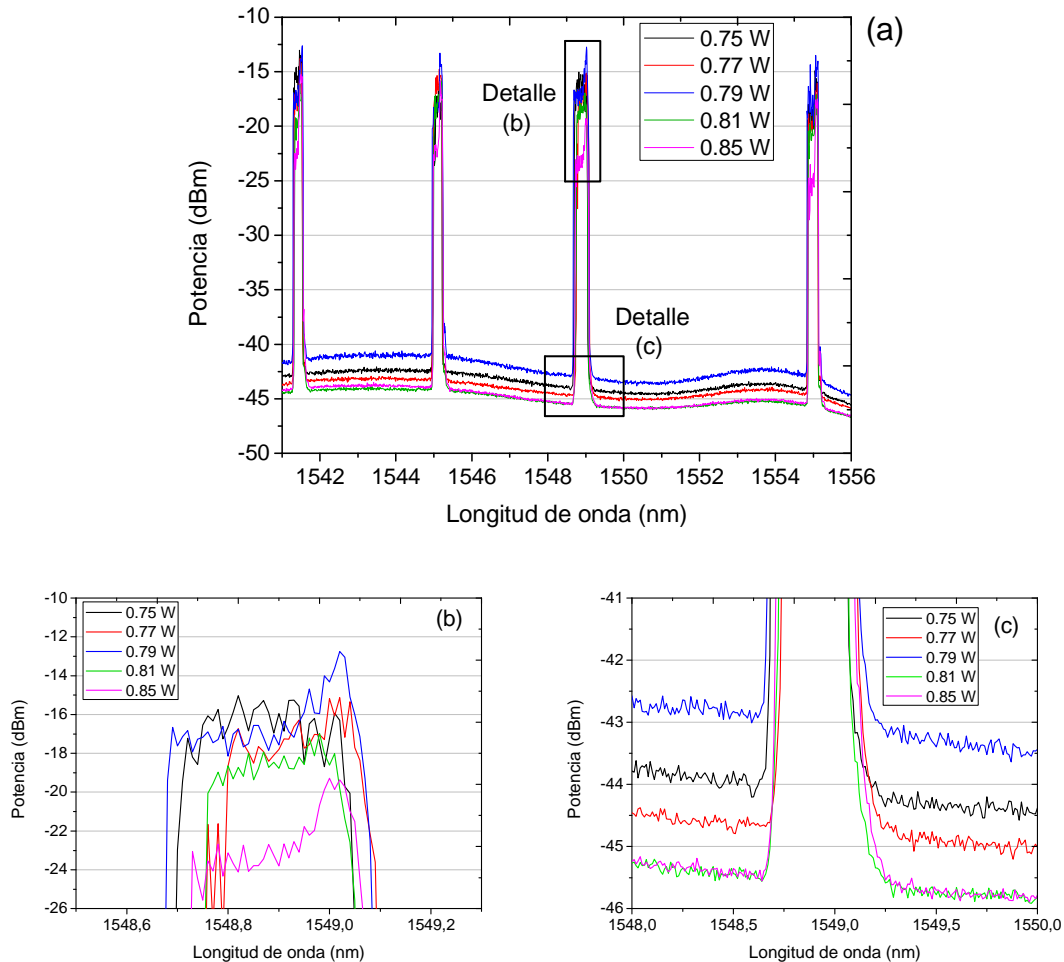 (a)
0.75 W
0.77 W
0.79 W
0.81 W
0.85 W
Detalle
(b)
Detalle
(c)
-10
-15
-20
-25
-30
-35
-40
-45
-50
Potencia (dBm)
1542 1544 1546 1548 1550 1552 1554 1556
Longitud de onda (nm)
(b)
0.75 W
0.77 W
0.79 W
0.81 W
0.85 W
-10
-12
-14
-16
-18
-20
-22
-24
-26
Potencia (dBm)
1548,6 1548,8 1549,0 1549,2
Longitud de onda (nm)
(c)
0.75 W
0.77 W
0.79 W
0.81 W
0.85 W
-41
-42
-43
-44
-45
-46
Potencia (dBm)
1548,0 1548,5 1549,0 1549,5 1550,0
Longitud de onda (nm)